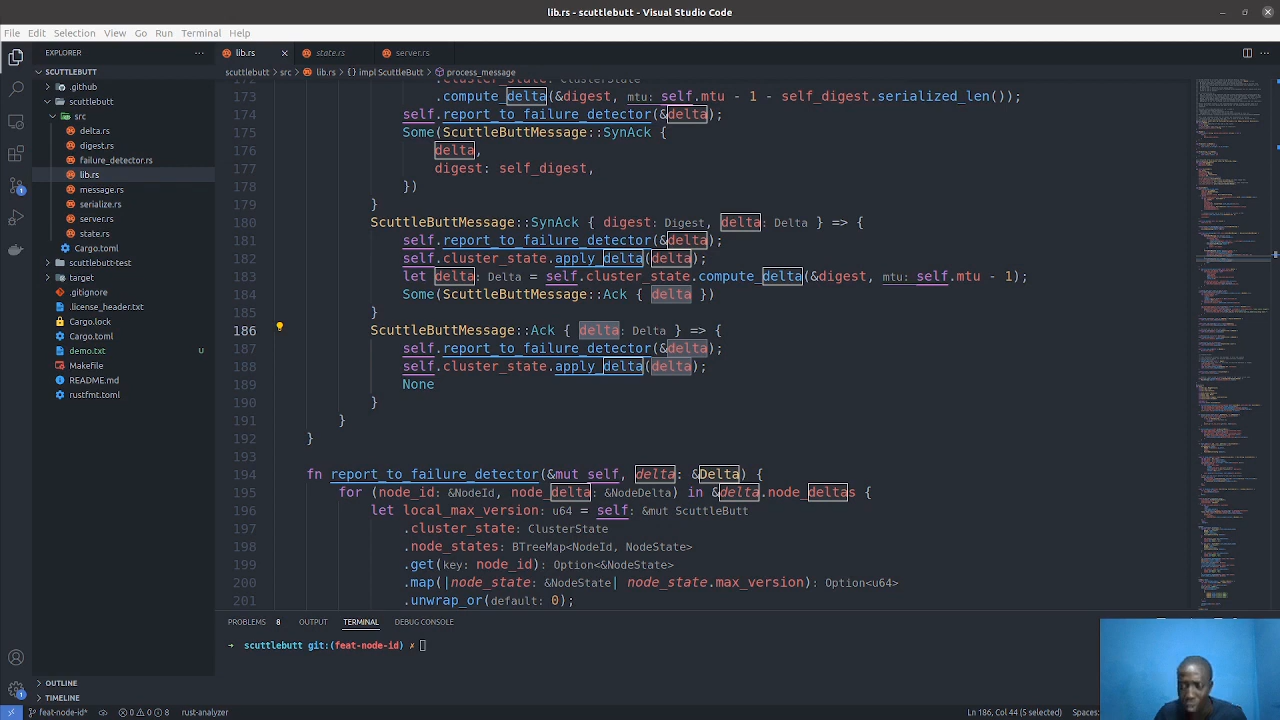 lib.rs - scuttlebutt - Visual Studio Code
File Edit Selection View Go Run Terminal Help
EXPLORER
SCUTTLEBUTT
.github
scuttlebutt
src
delta.rs
digest.rs
failure_detector.rs
lib.rs
message.rs
serialize.rs
server.rs
state.rs
Cargo.toml
scuttlebutt-test
target
.gitignore
.license_header.txt
Cargo.lock
Cargo.toml
demo.txt U
Makefile
README.md
rustfmt.toml
OUTLINE
TIMELINE
lib.rs state.rs server.rs
scuttlebutt > src > lib.rs > {} impl ScuttleButt > process_message
172 .cluster_state: ClusterState
173 .compute_delta(&digest, mtu: self.mtu - 1 - self_digest.serialized_len());
174 self.report_to_failure_detector(&delta);
175 Some(ScuttleButtMessage::SynAck {
176 delta,
177 digest: self_digest,
178 })
179 }
180 ScuttleButtMessage::SynAck { digest: Digest, delta: } => {
181 self.report_to_failure_detector(&delta);
182 self.cluster_state.apply_delta(delta);
183 let delta: Delta = self.cluster_state.compute_delta(&digest, mtu: self.mtu - 1);
184 Some(ScuttleButtMessage::Ack { delta })
185 }
186 ScuttleButtMessage::Ack { delta: Delta } => {
187 self.report_to_failure_detector(&delta);
188 self.cluster_state.apply_delta(delta);
189 None
190 }
191 }
192 }
193
194 fn report_to_failure_detector(&mut self, delta: &Delta) {
195 for (node_id: &NodeId, node_delta: &NodeDelta) in &delta.node_deltas {
196 let local_max_version: u64 = self: &mut ScuttleButt
197 .cluster_state: ClusterState
198 .node_states: BTreeMap<NodeId, NodeState>
199 .get(key: node_id): Option<&NodeState>
200 .map(|node_state: &NodeState| node_state.max_version): Option<u64>
201 .unwrap_or(default: 0);
PROBLEMS 8 OUTPUT TERMINAL DEBUG CONSOLE
→ scuttlebutt git:(feat-node-id) ✗
feat-node-id* 0 0 8 rust-analyzer Ln 186, Col 44 (5 selected) Spaces: